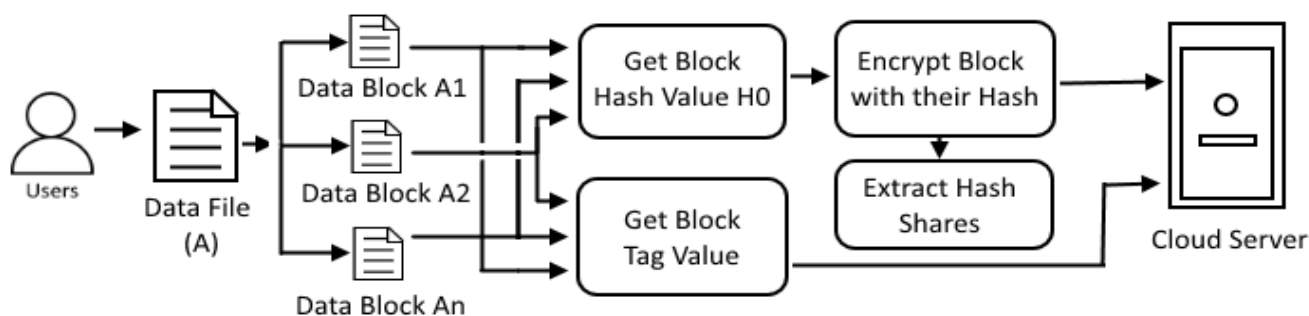 Users
Data File
(A)
Data Block A1
Data Block A2
Data Block An
Get Block
Hash Value H0
Get Block
Tag Value
Encrypt Block
with their Hash
Extract Hash
Shares
Cloud Server